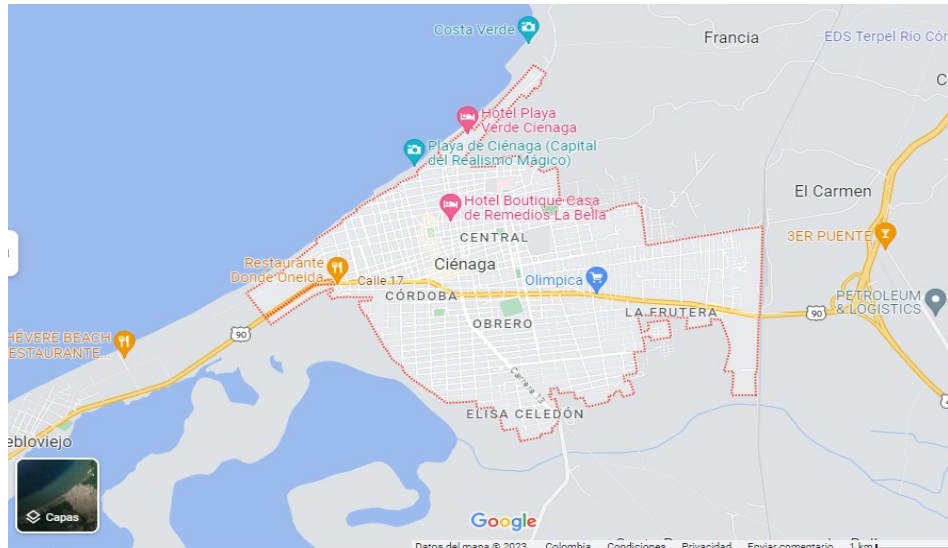 Costa Verde
Francia
EDS Terpel Río Cór
C
Hotel Playa
Verde Cienaga
Playa de Ciénaga (Capital
del Realismo Mágico)
El Carmen
Hotel Boutique Casa
de Remedios La Bella
CENTRAL
3ER PUENTE
Restaurante
Donde Oneida
Ciénaga
Calle 17
Olimpica
CÓRDOBA
PETROLEUM
& LOGISTICS
LA FRUTERA
90
OBRERO
90
HÉVERE BEACH
ESTAURANTE...
Carrera 13
ELISA CELEDÓN
ebloviejo
Capas
Google
Datos del mapa © 2023 Colombia Condiciones Privacidad Enviar comentario 1 km